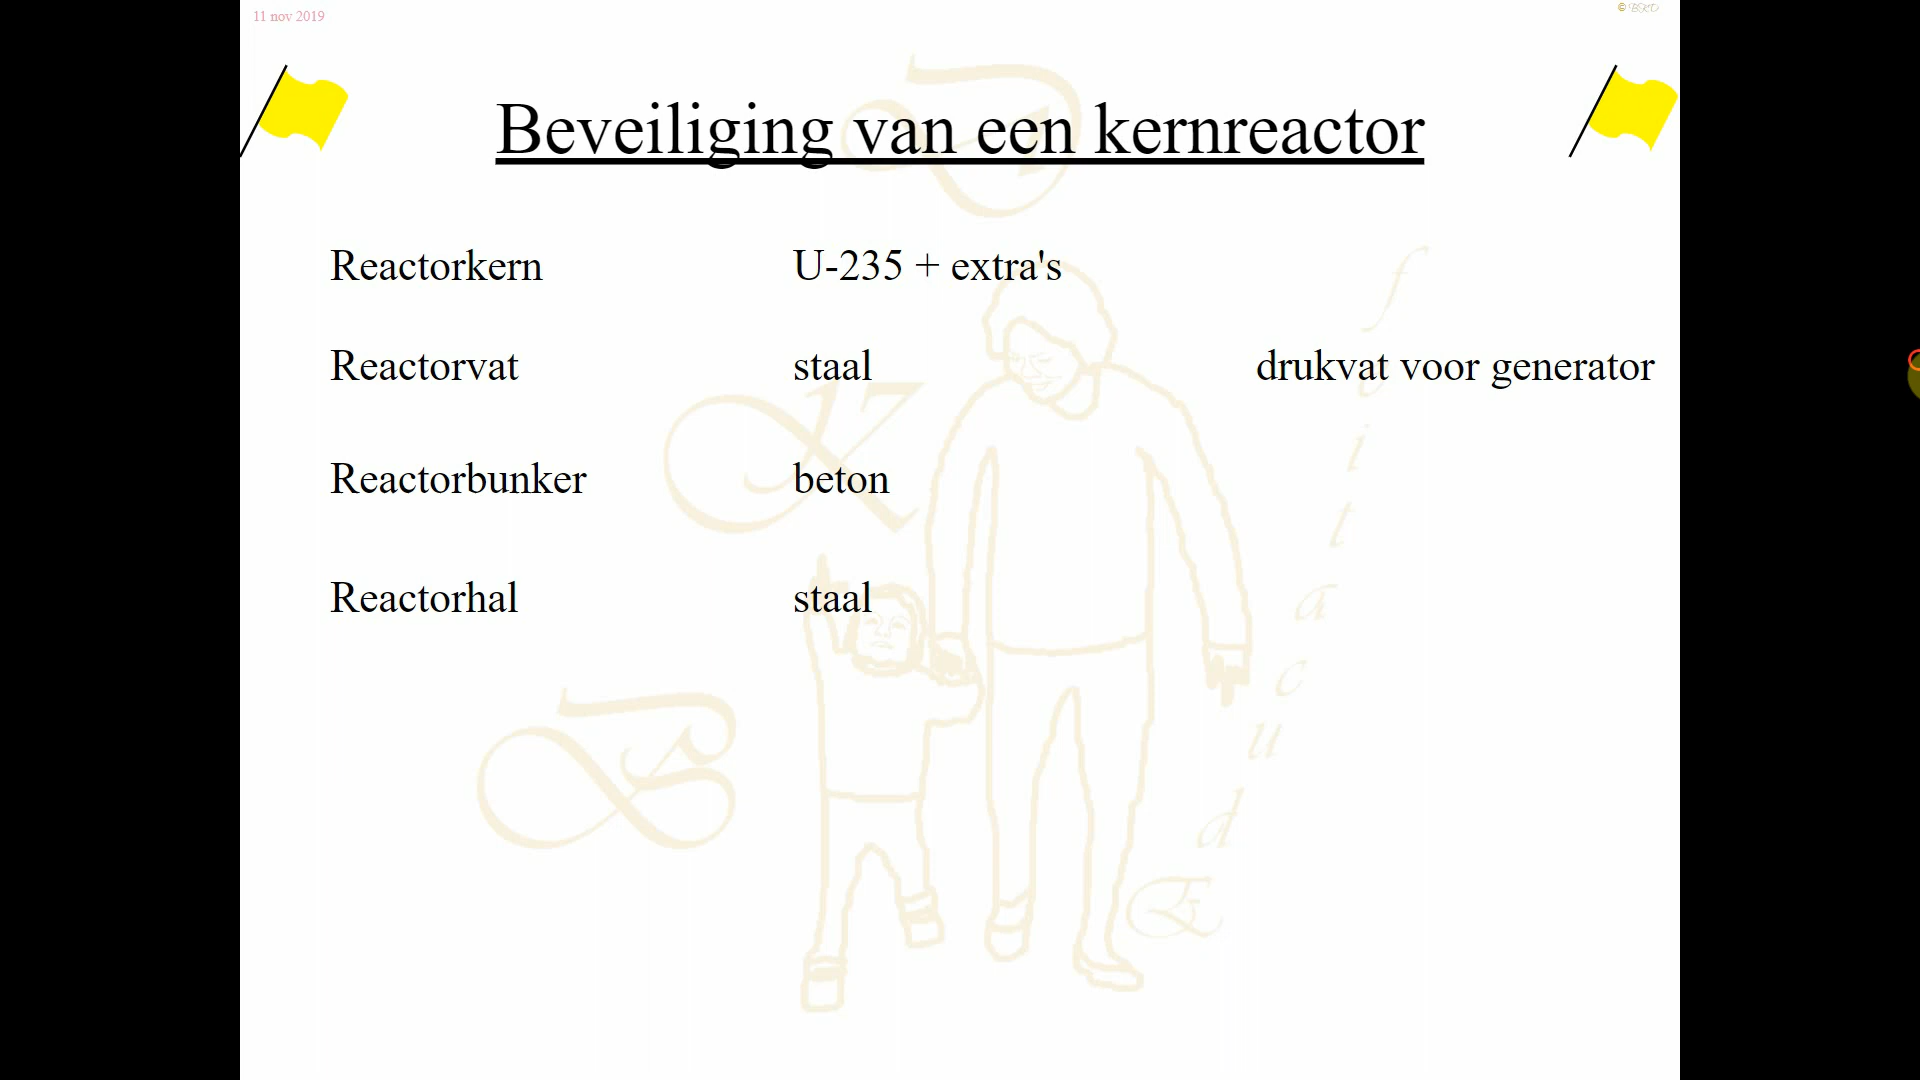 11 nov 2019
© BKD
Beveiliging van een kernreactor
Reactorkern U-235 + extra's
Reactorvat staal drukvat voor generator
Reactorbunker beton
Reactorhal staal